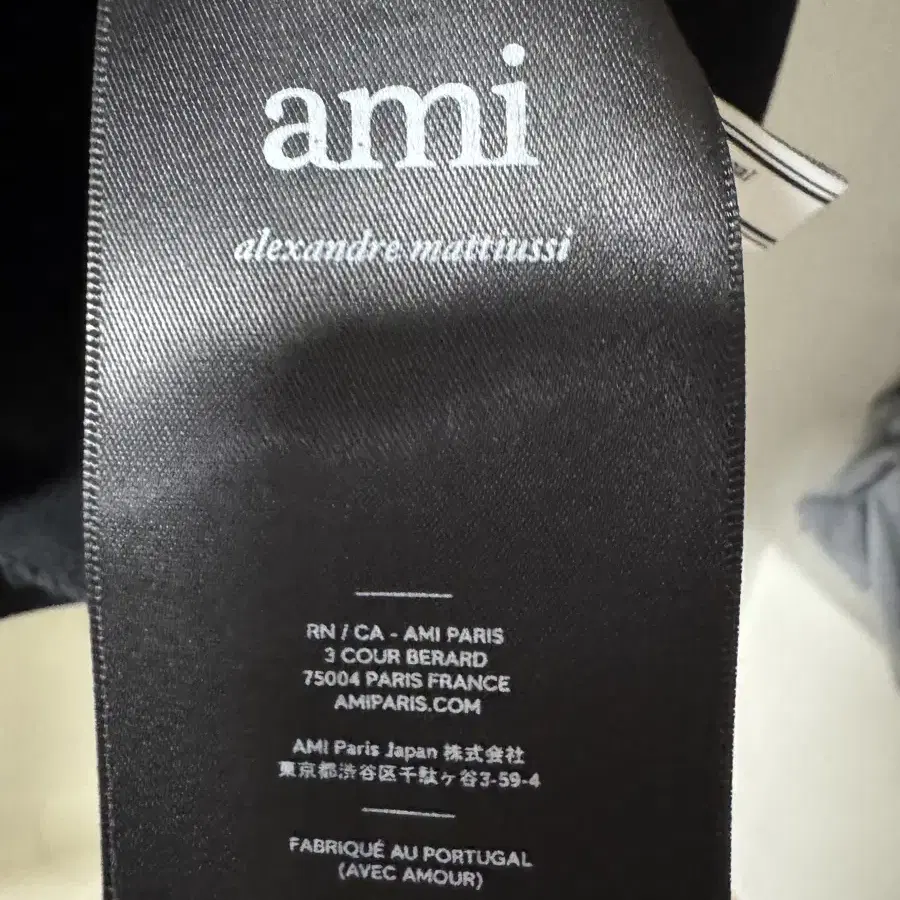 ami
alexandre mattiussi
RN / CA - AMI PARIS
3 COUR BERARD
75004 PARIS FRANCE
AMIPARIS.COM
AMI Paris Japan 株式会社
東京都渋谷区千駄ヶ谷3-59-4
FABRIQUÉ AU PORTUGAL
(AVEC AMOUR)